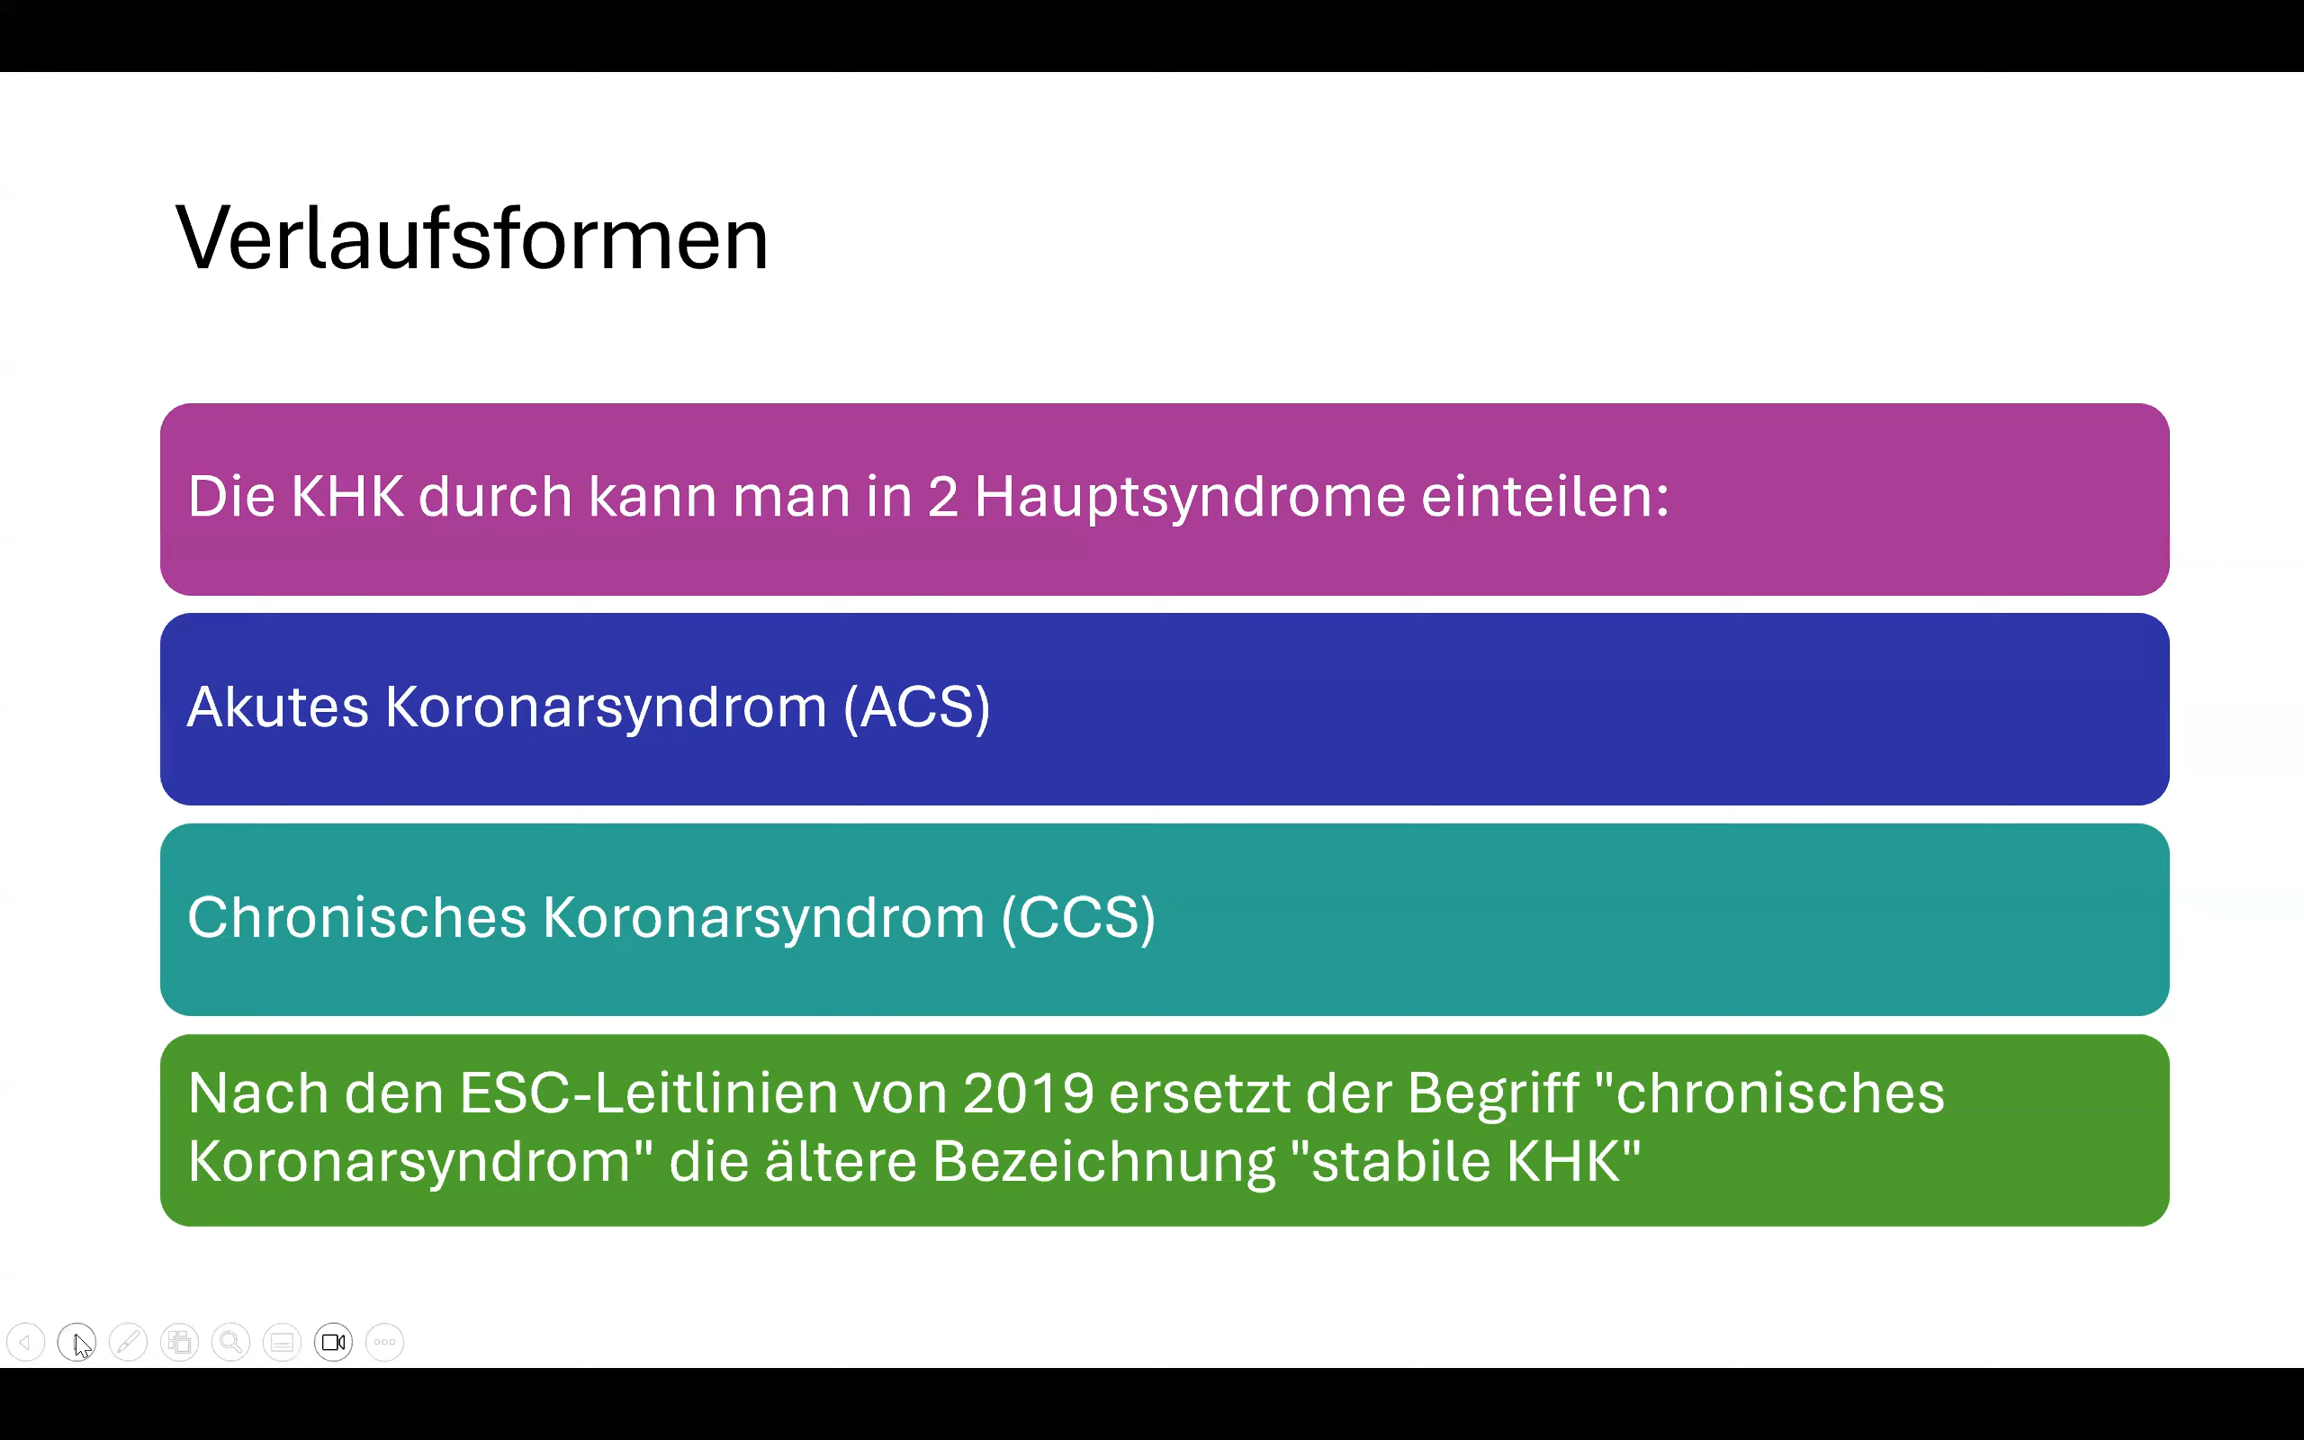 Verlaufsformen
Die KHK durch kann man in 2 Hauptsyndrome einteilen:
Akutes Koronarsyndrom (ACS)
Chronisches Koronarsyndrom (CCS)
Nach den ESC-Leitlinien von 2019 ersetzt der Begriff "chronisches
Koronarsyndrom" die ältere Bezeichnung "stabile KHK"